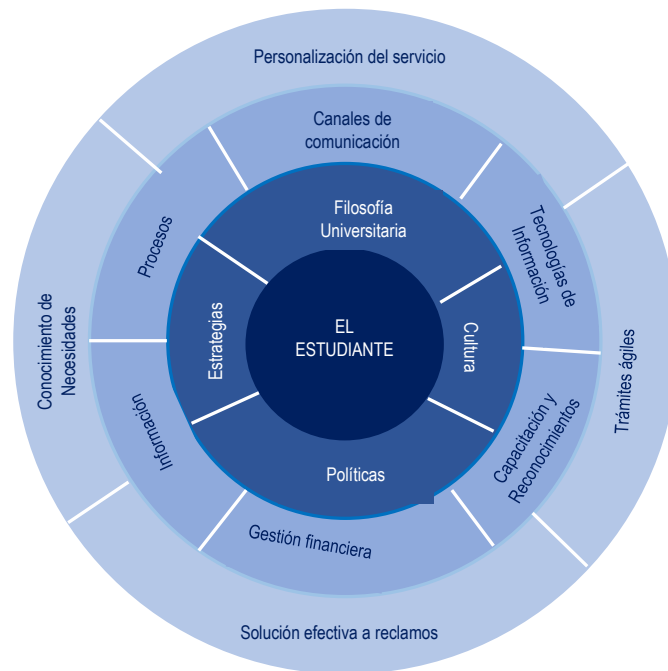 Personalización del servicio
Canales de
comunicación
Filosofía
Universitaria
Procesos
Tecnologías de
Información
Estrategias
EL
ESTUDIANTE
Cultura
Conocimiento de
Necesidades
Trámites ágiles
Información
Políticas
Capacitación y
Reconocimientos
Gestión financiera
Solución efectiva a reclamos